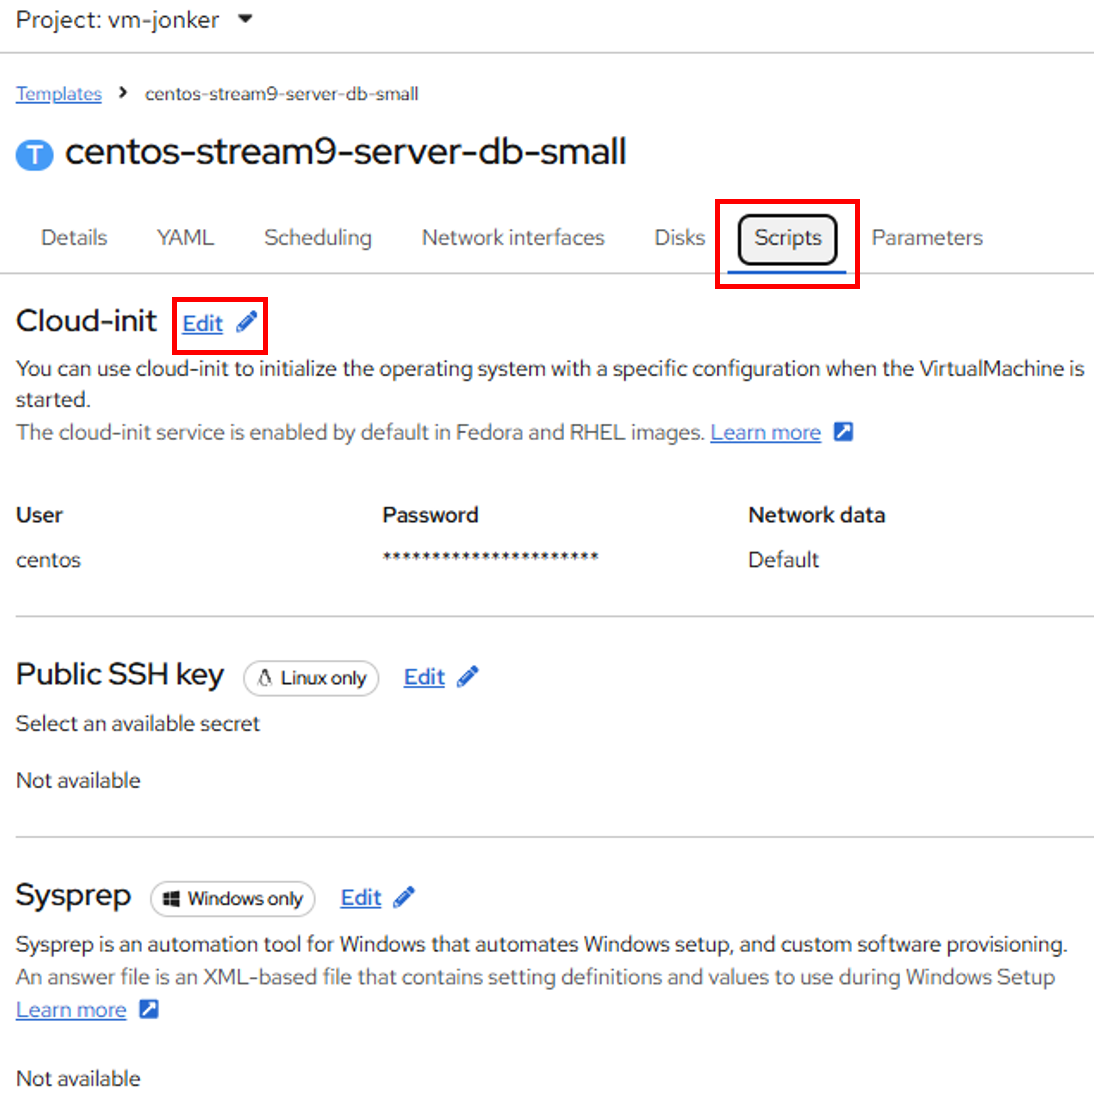 Project: vm-jonker
Templates > centos-stream9-server-db-small
T centos-stream9-server-db-small
Details YAML Scheduling Network interfaces Disks Scripts Parameters
Cloud-init Edit
You can use cloud-init to initialize the operating system with a specific configuration when the VirtualMachine is
started.
The cloud-init service is enabled by default in Fedora and RHEL images. Learn more
User Password Network data
centos ********************** Default
Public SSH key Linux only Edit
Select an available secret
Not available
Sysprep Windows only Edit
Sysprep is an automation tool for Windows that automates Windows setup, and custom software provisioning.
An answer file is an XML-based file that contains setting definitions and values to use during Windows Setup
Learn more
Not available